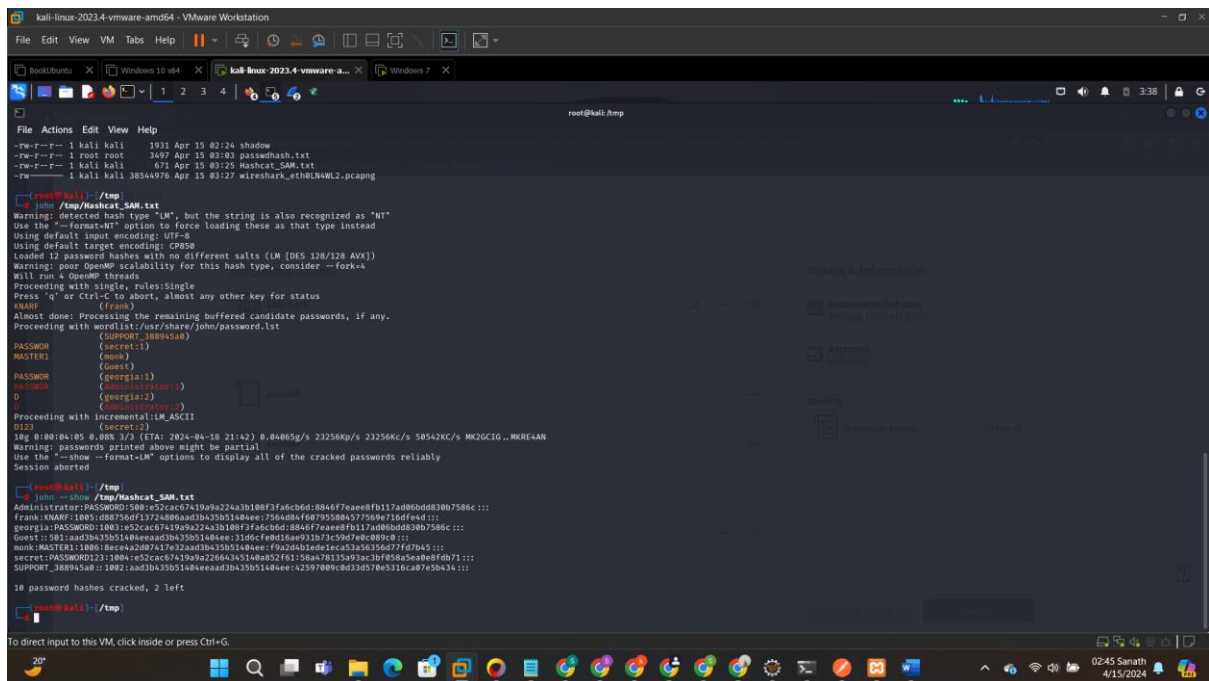 kali-linux-2023.4-vmware-amd64 - VMware Workstation
File Edit View VM Tabs Help
BookUbuntu Windows 10 x64 kali-linux-2023.4-vmware-a... Windows 7
1 2 3 4 3:38
root@kali: /tmp
File Actions Edit View Help
-rw-r--r-- 1 kali kali 1931 Apr 15 02:24 shadow
-rw-r--r-- 1 root root 3497 Apr 15 03:03 passwdhash.txt
-rw-r--r-- 1 kali kali 671 Apr 15 03:25 Hashcat_SAM.txt
-rw------- 1 kali kali 38544976 Apr 15 03:27 wireshark_eth0LN4WL2.pcapng
(root@kali)-[/tmp]
# john /tmp/Hashcat_SAM.txt
Warning: detected hash type "LM", but the string is also recognized as "NT"
Use the "--format=NT" option to force loading these as that type instead
Using default input encoding: UTF-8
Using default target encoding: CP850
Loaded 12 password hashes with no different salts (LM [DES 128/128 AVX])
Warning: poor OpenMP scalability for this hash type, consider --fork=4
Will run 4 OpenMP threads
Proceeding with single, rules:Single
Press 'q' or Ctrl-C to abort, almost any other key for status
KNARF (frank)
Almost done: Processing the remaining buffered candidate passwords, if any.
Proceeding with wordlist:/usr/share/john/password.lst
(SUPPORT_388945a0)
PASSWOR (secret:1)
MASTER1 (monk)
(Guest)
PASSWOR (georgia:1)
PASSWOR (Administrator:1)
D (georgia:2)
D (Administrator:2)
Proceeding with incremental:LM_ASCII
D123 (secret:2)
10g 0:00:04:05 0.08% 3/3 (ETA: 2024-04-18 21:42) 0.04065g/s 23256Kp/s 23256Kc/s 50542KC/s MK2GCIG..MKRE4AN
Warning: passwords printed above might be partial
Use the "--show --format=LM" options to display all of the cracked passwords reliably
Session aborted
(root@kali)-[/tmp]
# john --show /tmp/Hashcat_SAM.txt
Administrator:PASSWORD:500:e52cac67419a9a224a3b108f3fa6cb6d:8846f7eaee8fb117ad06bdd830b7586c:::
frank:KNARF:1005:d88756df13724806aad3b435b51404ee:7564d84f607955804577569e716dfe4d:::
georgia:PASSWORD:1003:e52cac67419a9a224a3b108f3fa6cb6d:8846f7eaee8fb117ad06bdd830b7586c:::
Guest::501:aad3b435b51404eeaad3b435b51404ee:31d6cfe0d16ae931b73c59d7e0c089c0:::
monk:MASTER1:1006:8ece4a2d07417e32aad3b435b51404ee:f9a2d4b1ede1eca53a56356d77fd7b45:::
secret:PASSWORD123:1004:e52cac67419a9a22664345140a852f61:58a478135a93ac3bf058a5ea0e8fdb71:::
SUPPORT_388945a0::1002:aad3b435b51404eeaad3b435b51404ee:42597009c0d33d570e5316ca07e5b434:::
10 password hashes cracked, 2 left
(root@kali)-[/tmp]
#
Details & Information
To direct input to this VM, click inside or press Ctrl+G.
20°
02:45 Sanath
4/15/2024